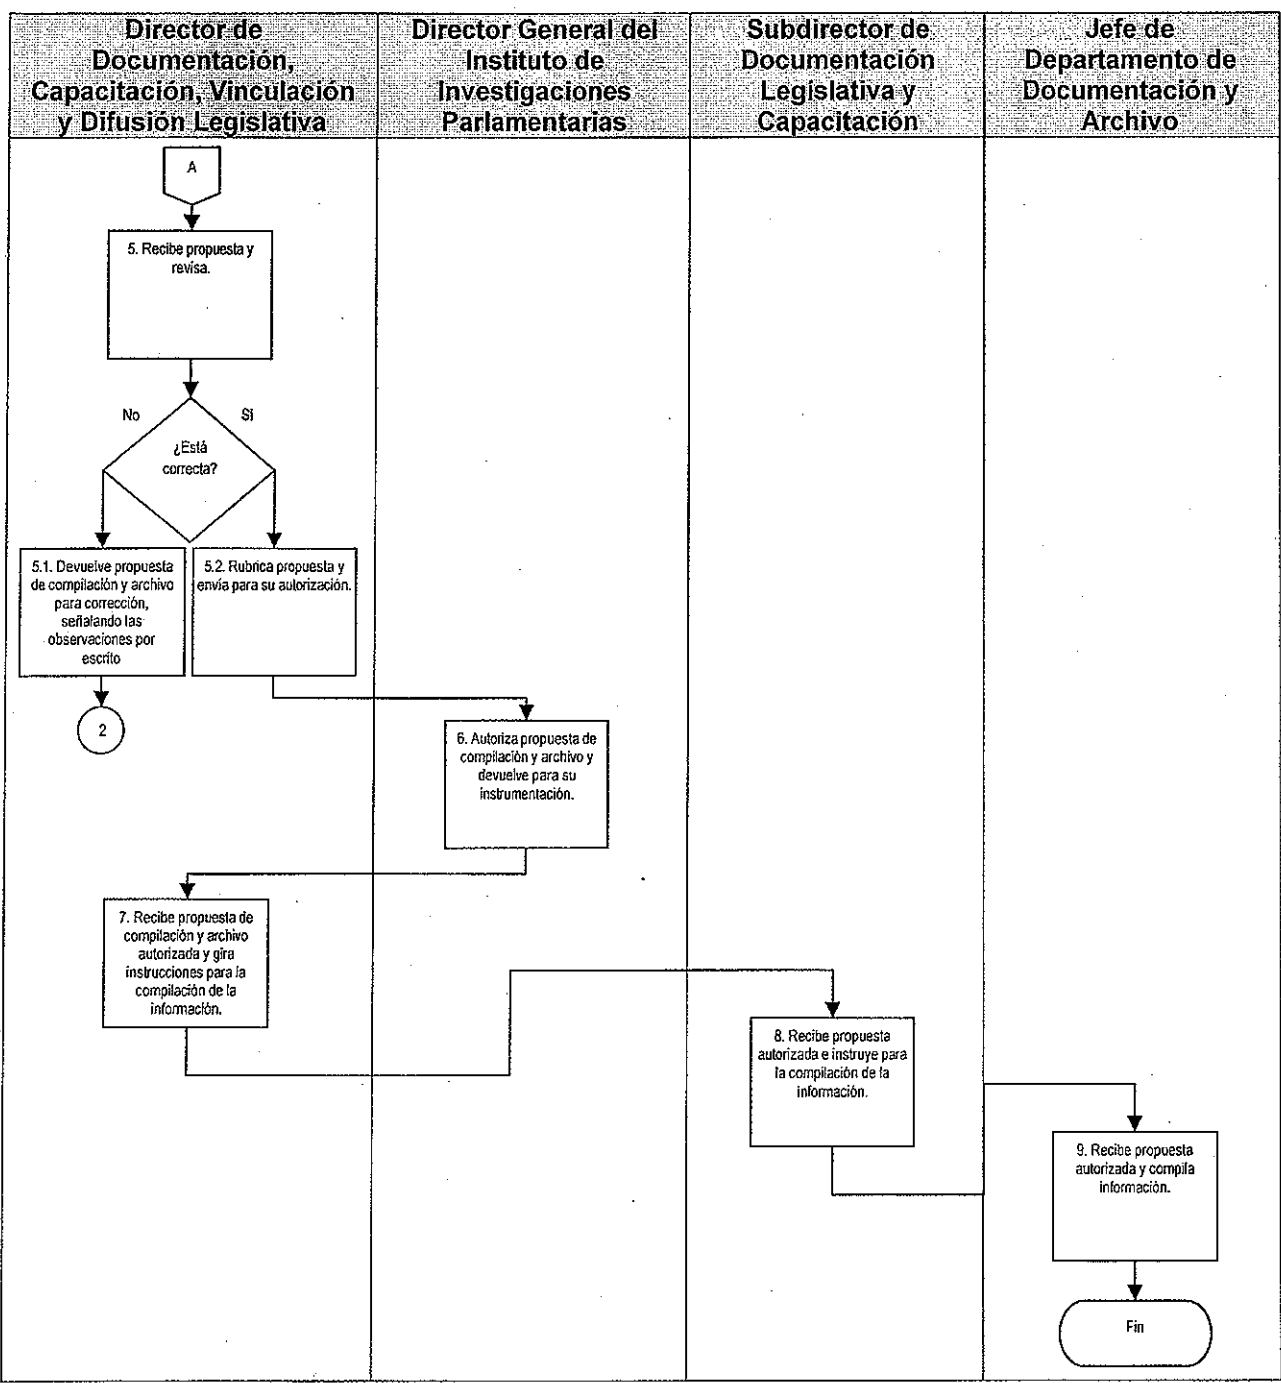 Director de
Documentación,
Capacitación, Vinculación
y Difusión Legislativa
Director General del
Instituto de
Investigaciones
Parlamentarias
Subdirector de
Documentación
Legislativa y
Capacitación
Jefe de
Departamento de
Documentación y
Archivo
A
5. Recibe propuesta y
revisa.
No
Si
¿Está
correcta?
5.1. Devuelve propuesta
de compilación y archivo
para corrección,
señalando las
observaciones por
escrito
5.2. Rubrica propuesta y
envía para su autorización.
2
6. Autoriza propuesta de
compilación y archivo y
devuelve para su
instrumentación.
7. Recibe propuesta de
compilación y archivo
autorizada y gira
instrucciones para la
compilación de la
información.
8. Recibe propuesta
autorizada e instruye para
la compilación de la
información.
9. Recibe propuesta
autorizada y compila
información.
Fin